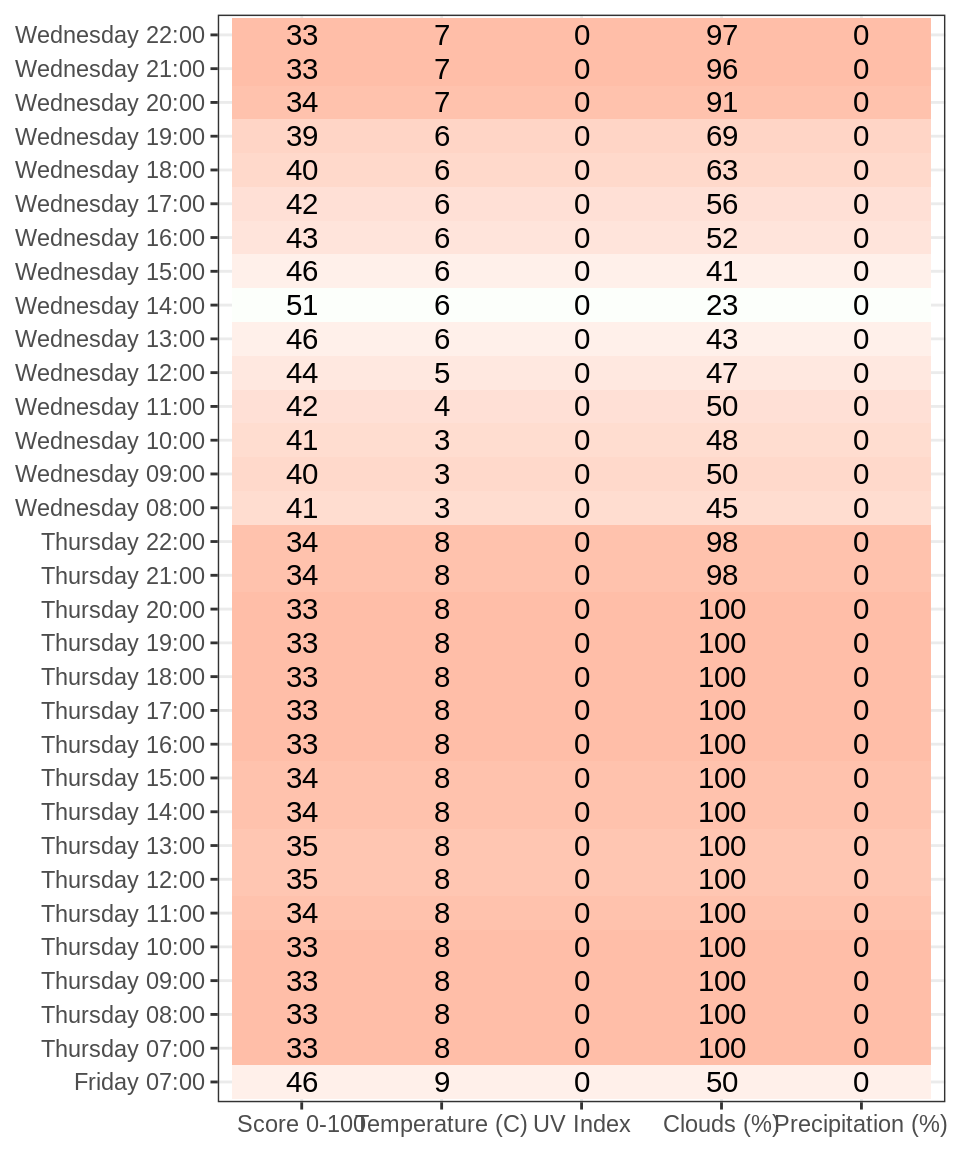 Wednesday 22:00 33 7 0 97 0
Wednesday 21:00 33 7 0 96 0
Wednesday 20:00 34 7 0 91 0
Wednesday 19:00 39 6 0 69 0
Wednesday 18:00 40 6 0 63 0
Wednesday 17:00 42 6 0 56 0
Wednesday 16:00 43 6 0 52 0
Wednesday 15:00 46 6 0 41 0
Wednesday 14:00 51 6 0 23 0
Wednesday 13:00 46 6 0 43 0
Wednesday 12:00 44 5 0 47 0
Wednesday 11:00 42 4 0 50 0
Wednesday 10:00 41 3 0 48 0
Wednesday 09:00 40 3 0 50 0
Wednesday 08:00 41 3 0 45 0
Thursday 22:00 34 8 0 98 0
Thursday 21:00 34 8 0 98 0
Thursday 20:00 33 8 0 100 0
Thursday 19:00 33 8 0 100 0
Thursday 18:00 33 8 0 100 0
Thursday 17:00 33 8 0 100 0
Thursday 16:00 33 8 0 100 0
Thursday 15:00 34 8 0 100 0
Thursday 14:00 34 8 0 100 0
Thursday 13:00 35 8 0 100 0
Thursday 12:00 35 8 0 100 0
Thursday 11:00 34 8 0 100 0
Thursday 10:00 33 8 0 100 0
Thursday 09:00 33 8 0 100 0
Thursday 08:00 33 8 0 100 0
Thursday 07:00 33 8 0 100 0
Friday 07:00 46 9 0 50 0
Score 0-100 Temperature (C) UV Index Clouds (%) Precipitation (%)